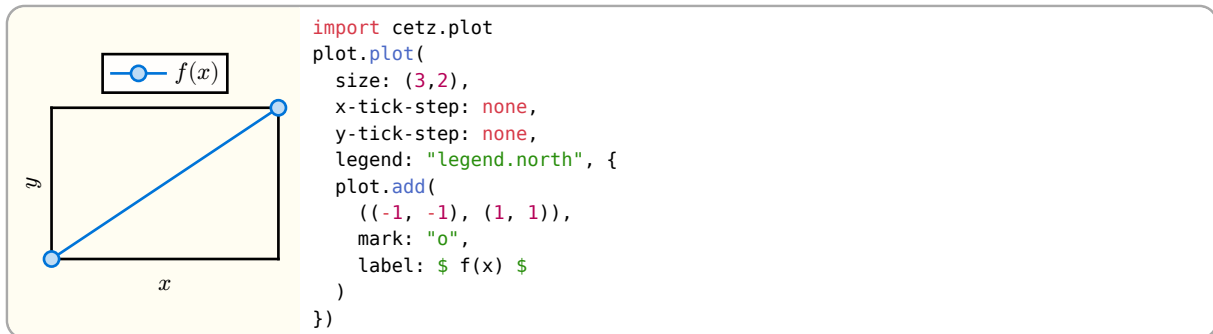 f(x)
y
x
import cetz.plot
plot.plot(
  size: (3,2),
  x-tick-step: none,
  y-tick-step: none,
  legend: "legend.north", {
  plot.add(
    ((-1, -1), (1, 1)),
    mark: "o",
    label: $ f(x) $
  )
})